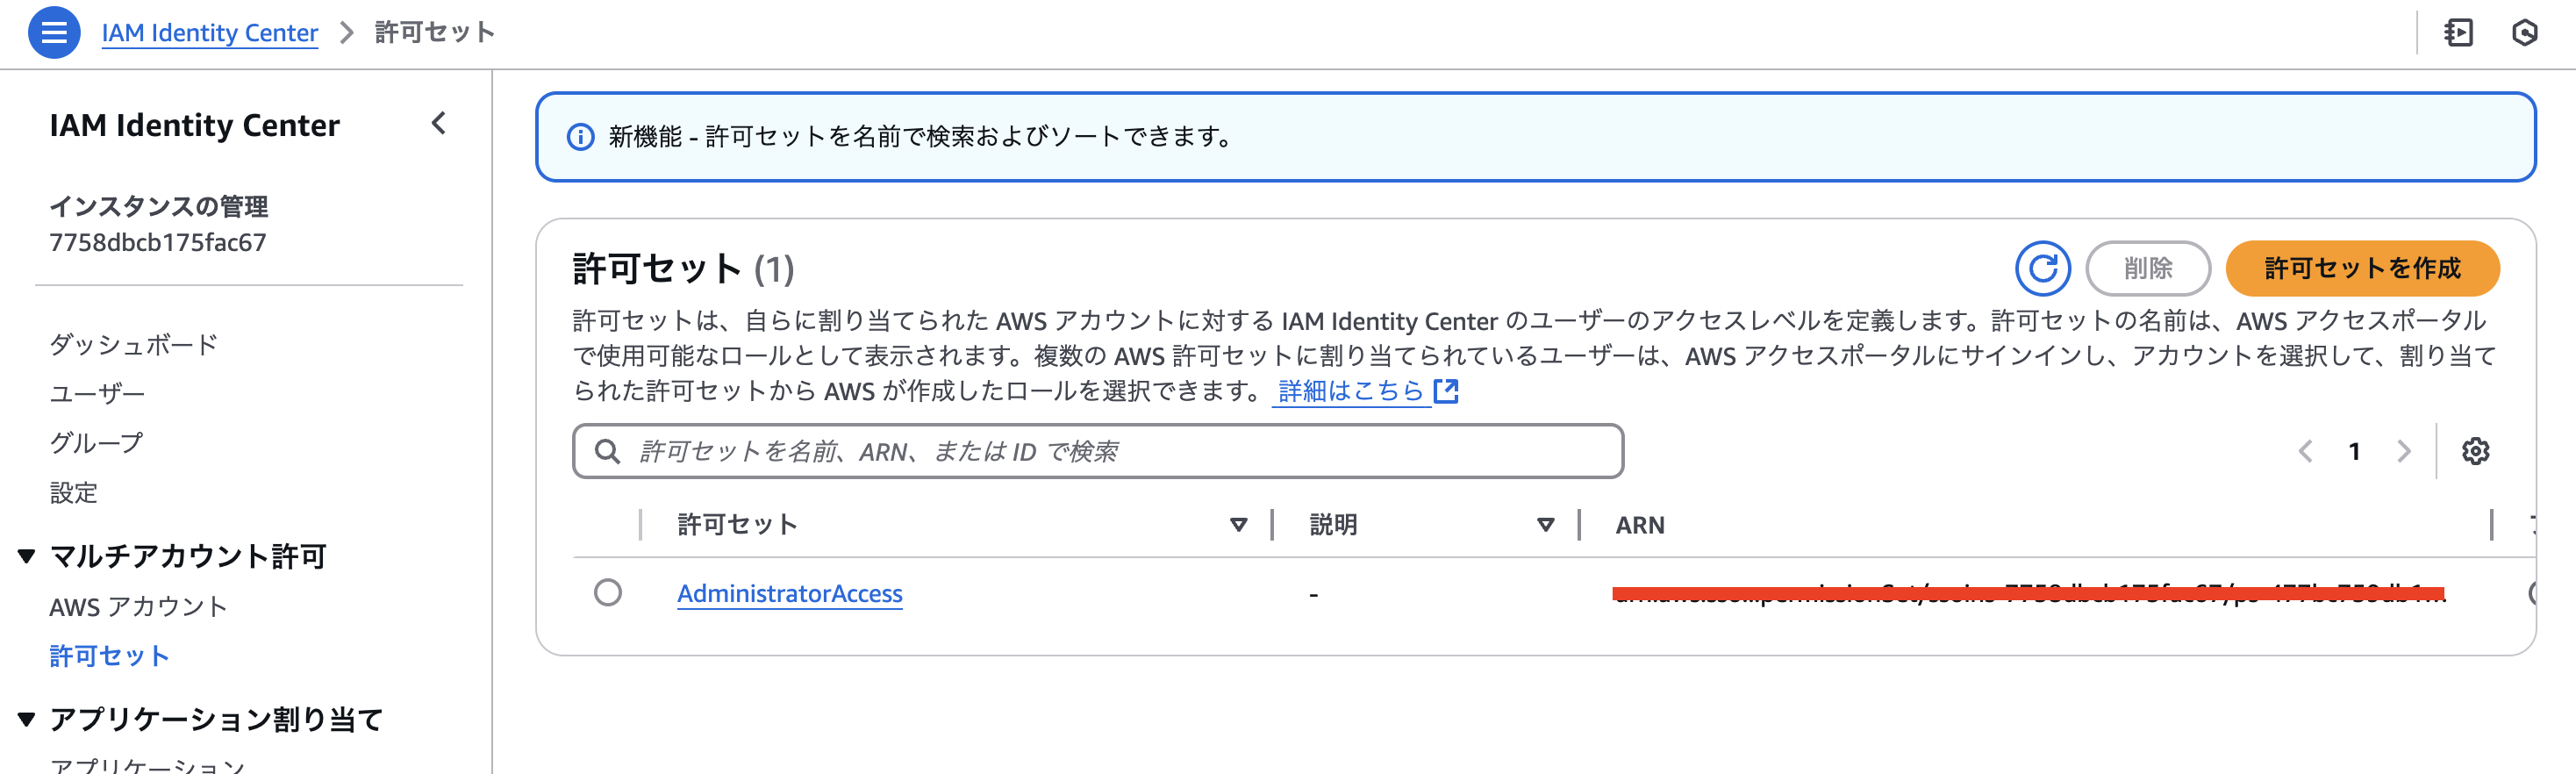 IAM Identity Center > 許可セット
IAM Identity Center
インスタンスの管理
7758dbcb175fac67
ダッシュボード
ユーザー
グループ
設定
マルチアカウント許可
AWS アカウント
許可セット
アプリケーション割り当て
アプリケーション
新機能 - 許可セットを名前で検索およびソートできます。
許可セット (1)
削除
許可セットを作成
許可セットは、自らに割り当てられた AWS アカウントに対する IAM Identity Center のユーザーのアクセスレベルを定義します。許可セットの名前は、AWS アクセスポータル
で使用可能なロールとして表示されます。複数の AWS 許可セットに割り当てられているユーザーは、AWS アクセスポータルにサインインし、アカウントを選択して、割り当て
られた許可セットから AWS が作成したロールを選択できます。 詳細はこちら
許可セットを名前、ARN、または ID で検索
1
許可セット 説明 ARN
AdministratorAccess -